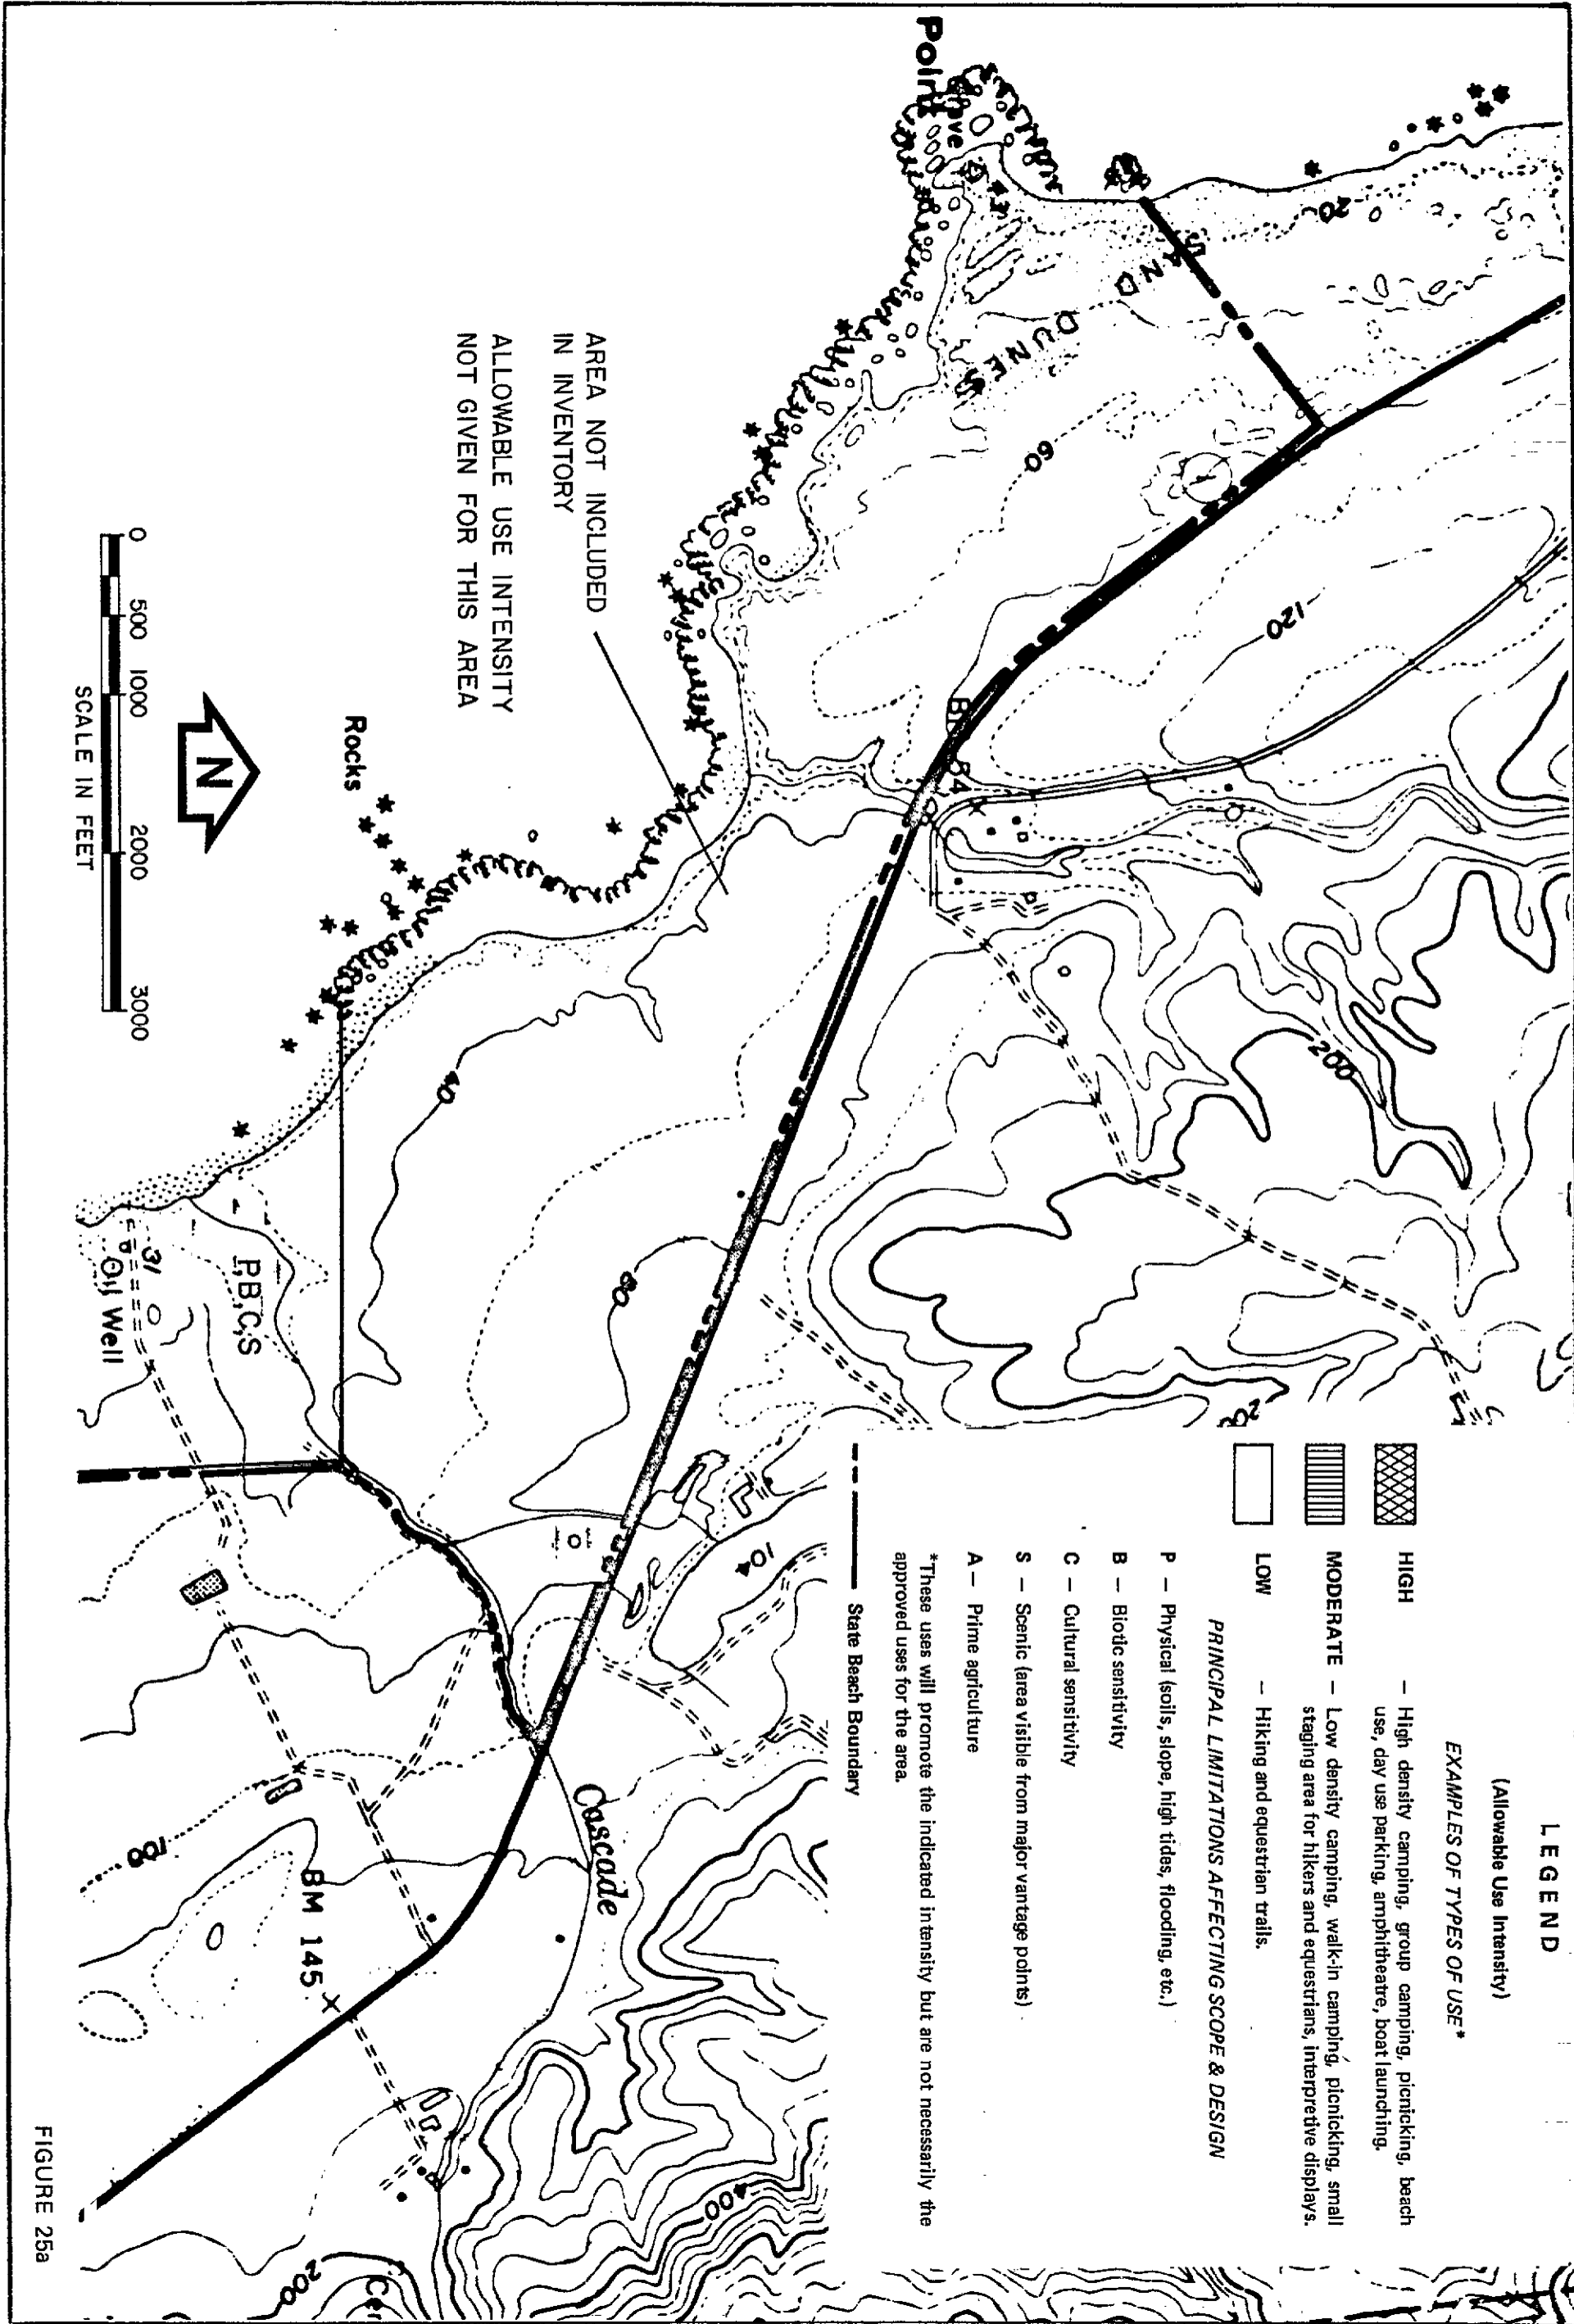 LEGEND
(Allowable Use Intensity)
EXAMPLES OF TYPES OF USE*
HIGH — High density camping, group camping, picnicking, beach
use, day use parking, amphitheatre, boat launching.
MODERATE — Low density camping, walk-in camping, picnicking, small
staging area for hikers and equestrians, interpretive displays.
LOW — Hiking and equestrian trails.
PRINCIPAL LIMITATIONS AFFECTING SCOPE & DESIGN
P — Physical (soils, slope, high tides, flooding, etc.)
B — Biotic sensitivity
C — Cultural sensitivity
S — Scenic (area visible from major vantage points)
A — Prime agriculture
*These uses will promote the indicated intensity but are not necessarily the
approved uses for the area.
State Beach Boundary
Point
SAND
DUNES
20
60
120
200
BM 84
AREA NOT INCLUDED
IN INVENTORY
ALLOWABLE USE INTENSITY
NOT GIVEN FOR THIS AREA
Rocks
N
0 500 1000 2000 3000
SCALE IN FEET
40
80
P,B,C,S
31
Oil Well
104
Cascade
108
BM 145
400
200
FIGURE 25a